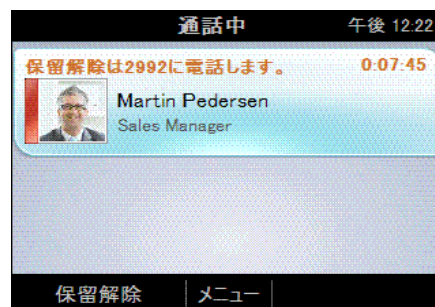 通話中 午後 12:22
保留解除は2992に電話します。 0:07:45
Martin Pedersen
Sales Manager
保留解除 メニュー